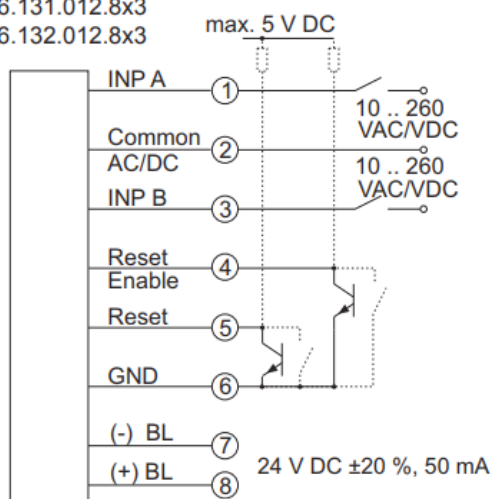 6.131.012.8x3
6.132.012.8x3
max. 5 V DC
INP A
1
10 .. 260
VAC/VDC
Common
AC/DC
2
10 .. 260
VAC/VDC
INP B
3
Reset
Enable
4
Reset
5
GND
6
(-) BL
7
(+) BL
8
24 V DC ±20 %, 50 mA